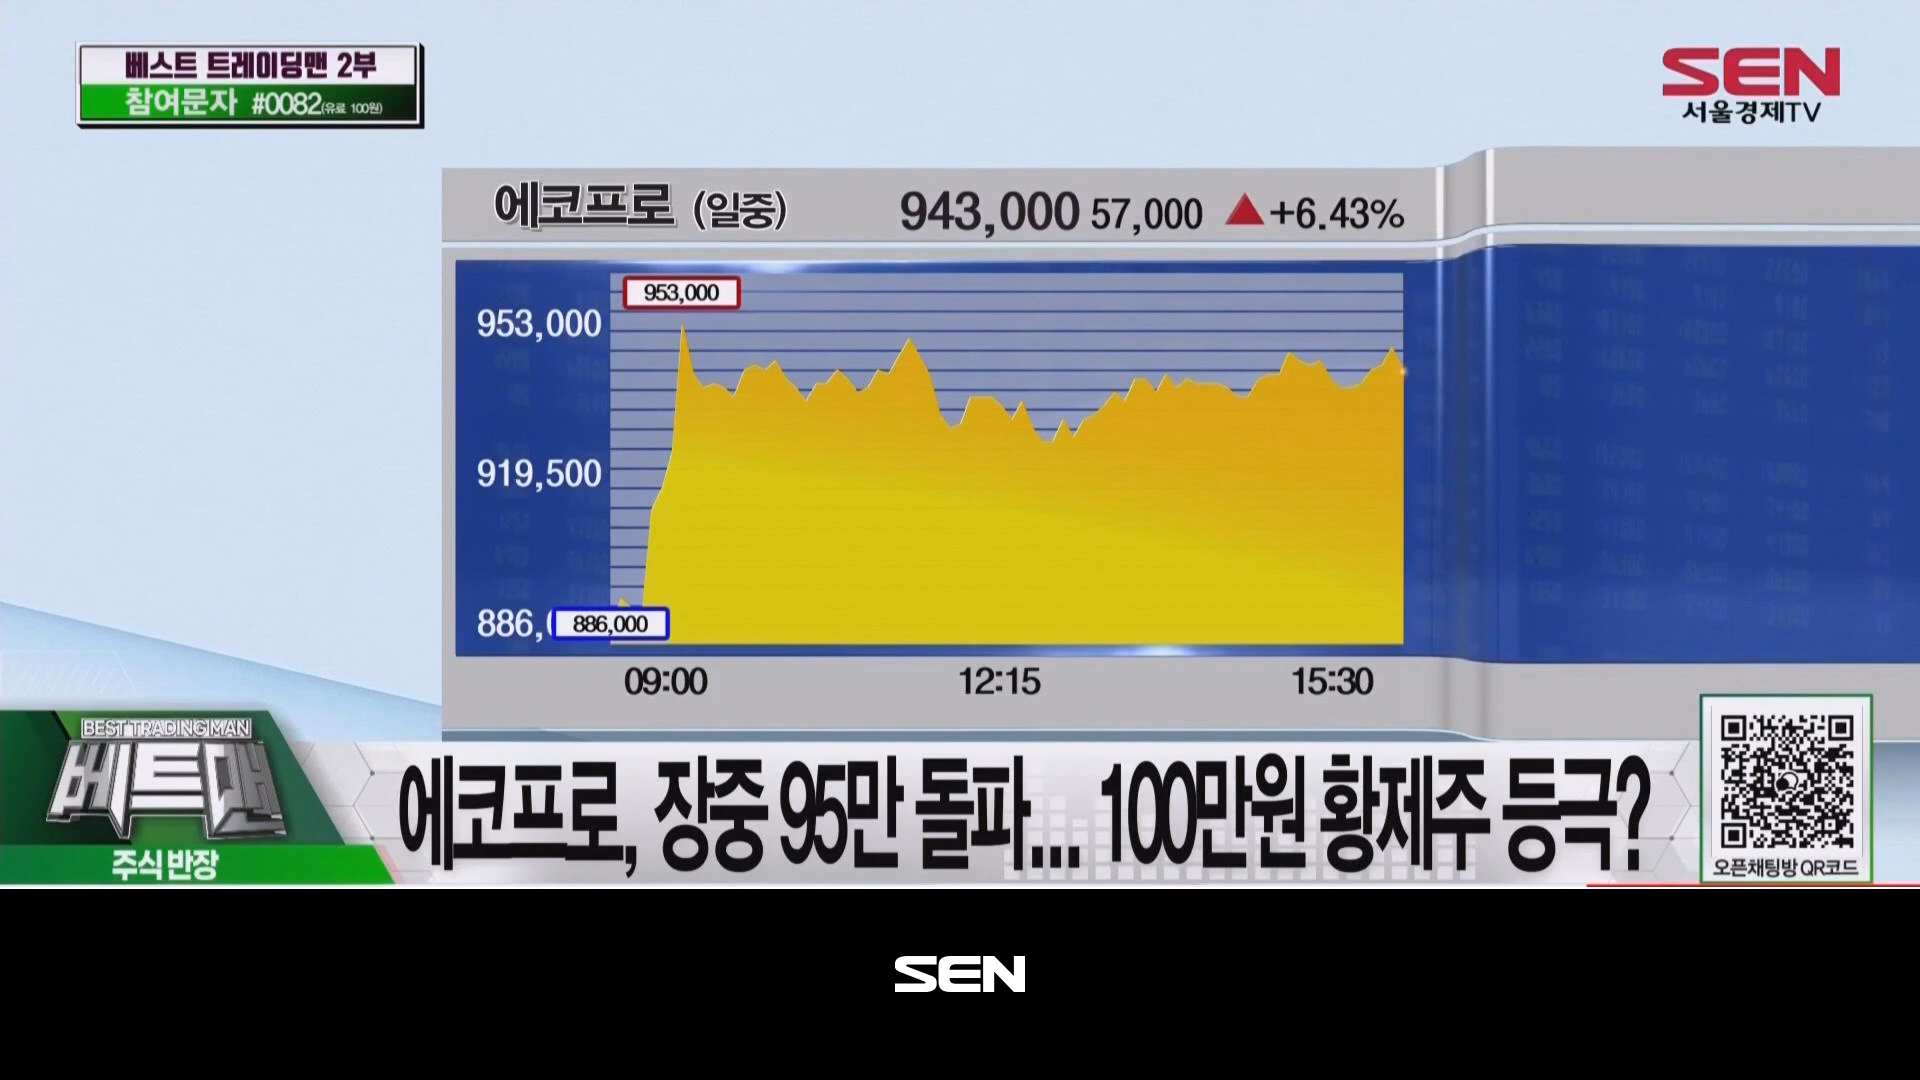 베스트 트레이딩맨 2부
참여문자 #0082(유료 100원)
SEN
서울경제TV
에코프로 (일중) 943,000 57,000 ▲+6.43%
953,000
953,000
919,500
886,
886,000
09:00 12:15 15:30
BEST TRADING MAN
베트맨
주식 반장
에코프로, 장중 95만 돌파... 100만원 황제주 등극?
오픈채팅방 QR코드
SEN